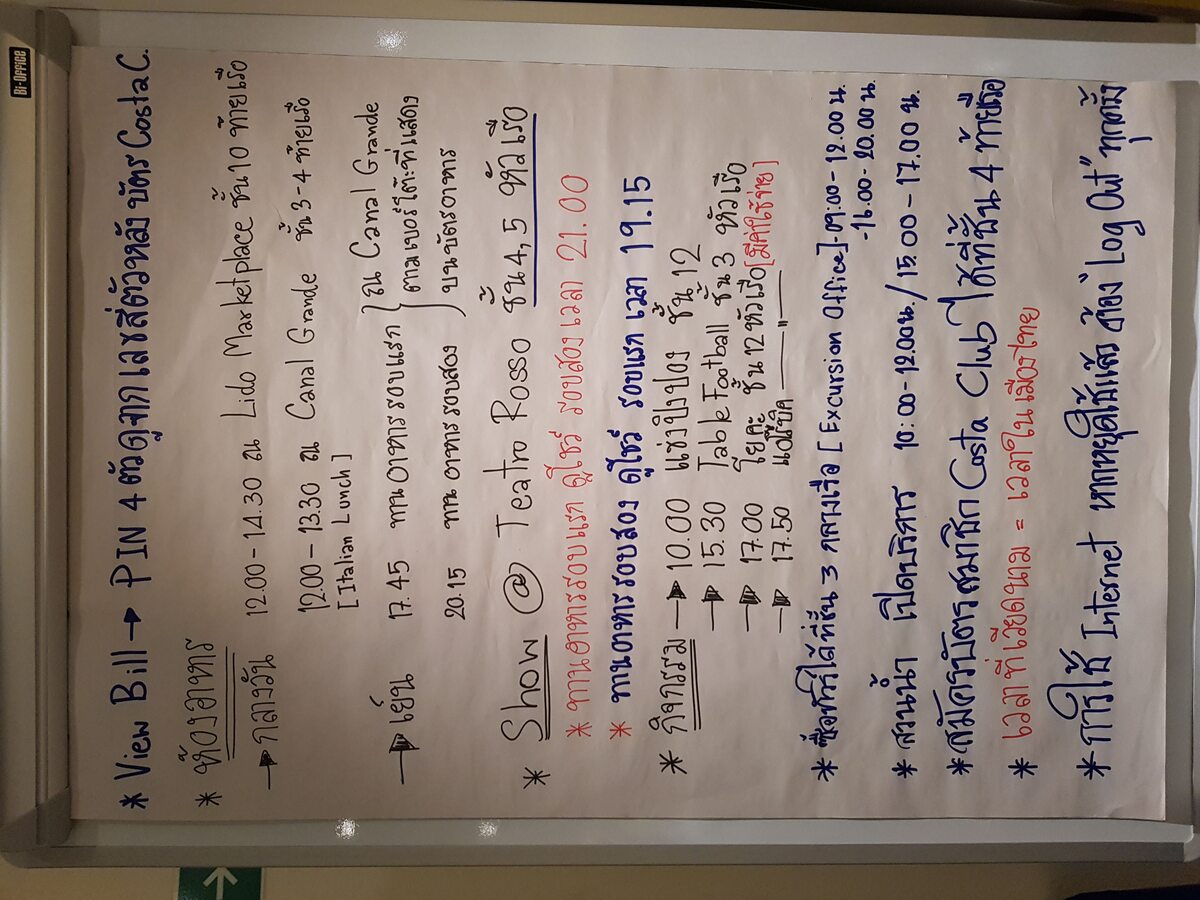 Bi-Office
* View Bill → PIN 4 ตัวดูจาก เลขสี่ตัวหลัง บัตร Costa C.
* ห้องอาหาร
→ กลางวัน 12.00 - 14.30 ณ Lido Marketplace ชั้น 10 ท้ายเรือ
12.00 - 13.30 ณ Canal Grande ชั้น 3-4 ท้ายเรือ
[Italian Lunch]
→ เย็น 17.45 ทานอาหารรอบแรก } ณ Canal Grande
ตามเบอร์โต๊ะที่แสดง
20.15 ทานอาหารรอบสอง บนบัตรอาหาร
* Show @ Teatro Rosso ชั้น 4, 5 หัวเรือ
* ทานอาหารรอบแรก ดูโชว์ รอบสอง เวลา 21.00
* ทานอาหารรอบสอง ดูโชว์ รอบแรก เวลา 19.15
* กิจกรรม → 10.00 แข่งปิงปอง ชั้น 12
→ 15.30 Table Football ชั้น 3 หัวเรือ
→ 17.00 โยคะ ชั้น 12 หัวเรือ [มีค่าใช้จ่าย]
→ 17.50 แอโรบิค — " —
* ซื้อทัวร์ได้ที่ชั้น 3 กลางเรือ [Excursion Office] - 09:00 - 12.00 น.
- 16.00 - 20.00 น.
* สวนน้ำ เปิดบริการ 10:00 - 12.00 น. / 15.00 - 17.00 น.
* สมัครบัตรสมาชิก Costa Club ได้ที่ชั้น 4 ท้ายเรือ
* เวลาที่เวียดนาม = เวลาในเมืองไทย
* การใช้ Internet หากหยุดใช้แล้ว ต้อง "Log Out" ทุกครั้ง